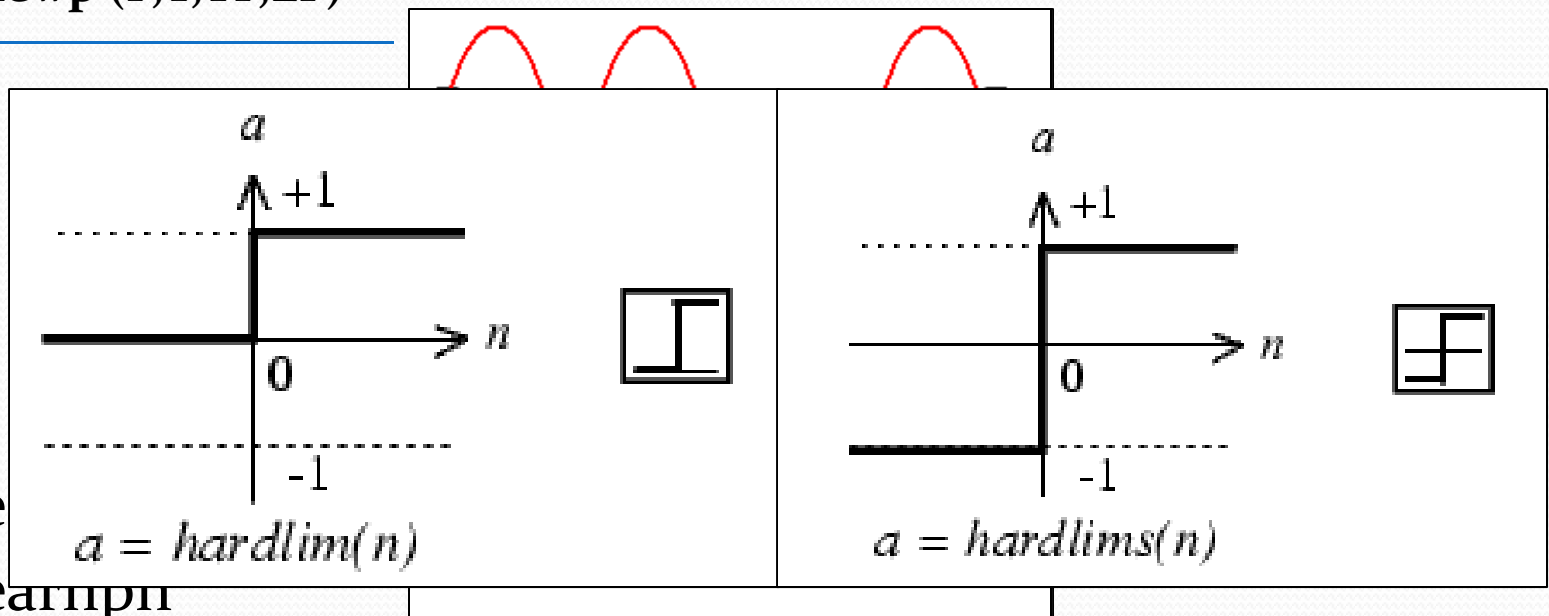 a
+1
n
0
-1
a = hardlim(n)
a
+1
n
0
-1
a = hardlims(n)